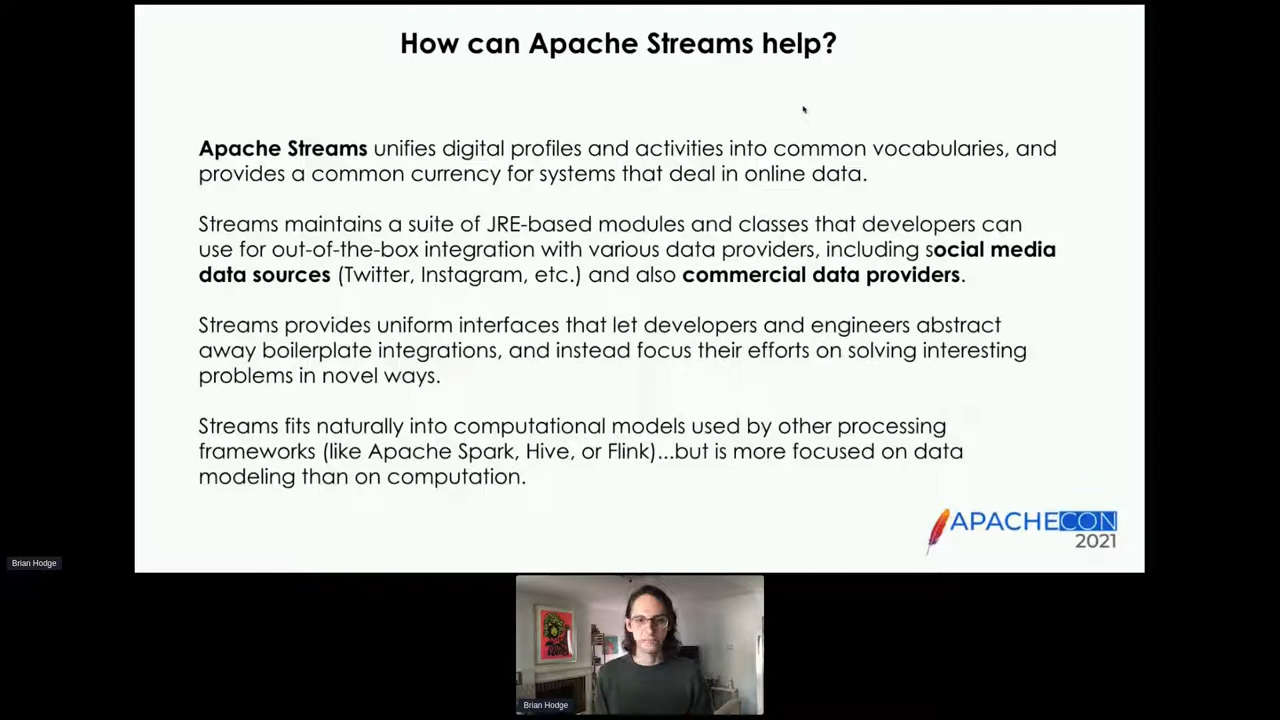 How can Apache Streams help?
Apache Streams unifies digital profiles and activities into common vocabularies, and
provides a common currency for systems that deal in online data.
Streams maintains a suite of JRE-based modules and classes that developers can
use for out-of-the-box integration with various data providers, including social media
data sources (Twitter, Instagram, etc.) and also commercial data providers.
Streams provides uniform interfaces that let developers and engineers abstract
away boilerplate integrations, and instead focus their efforts on solving interesting
problems in novel ways.
Streams fits naturally into computational models used by other processing
frameworks (like Apache Spark, Hive, or Flink)...but is more focused on data
modeling than on computation.
APACHECON
2021
Brian Hodge
Brian Hodge